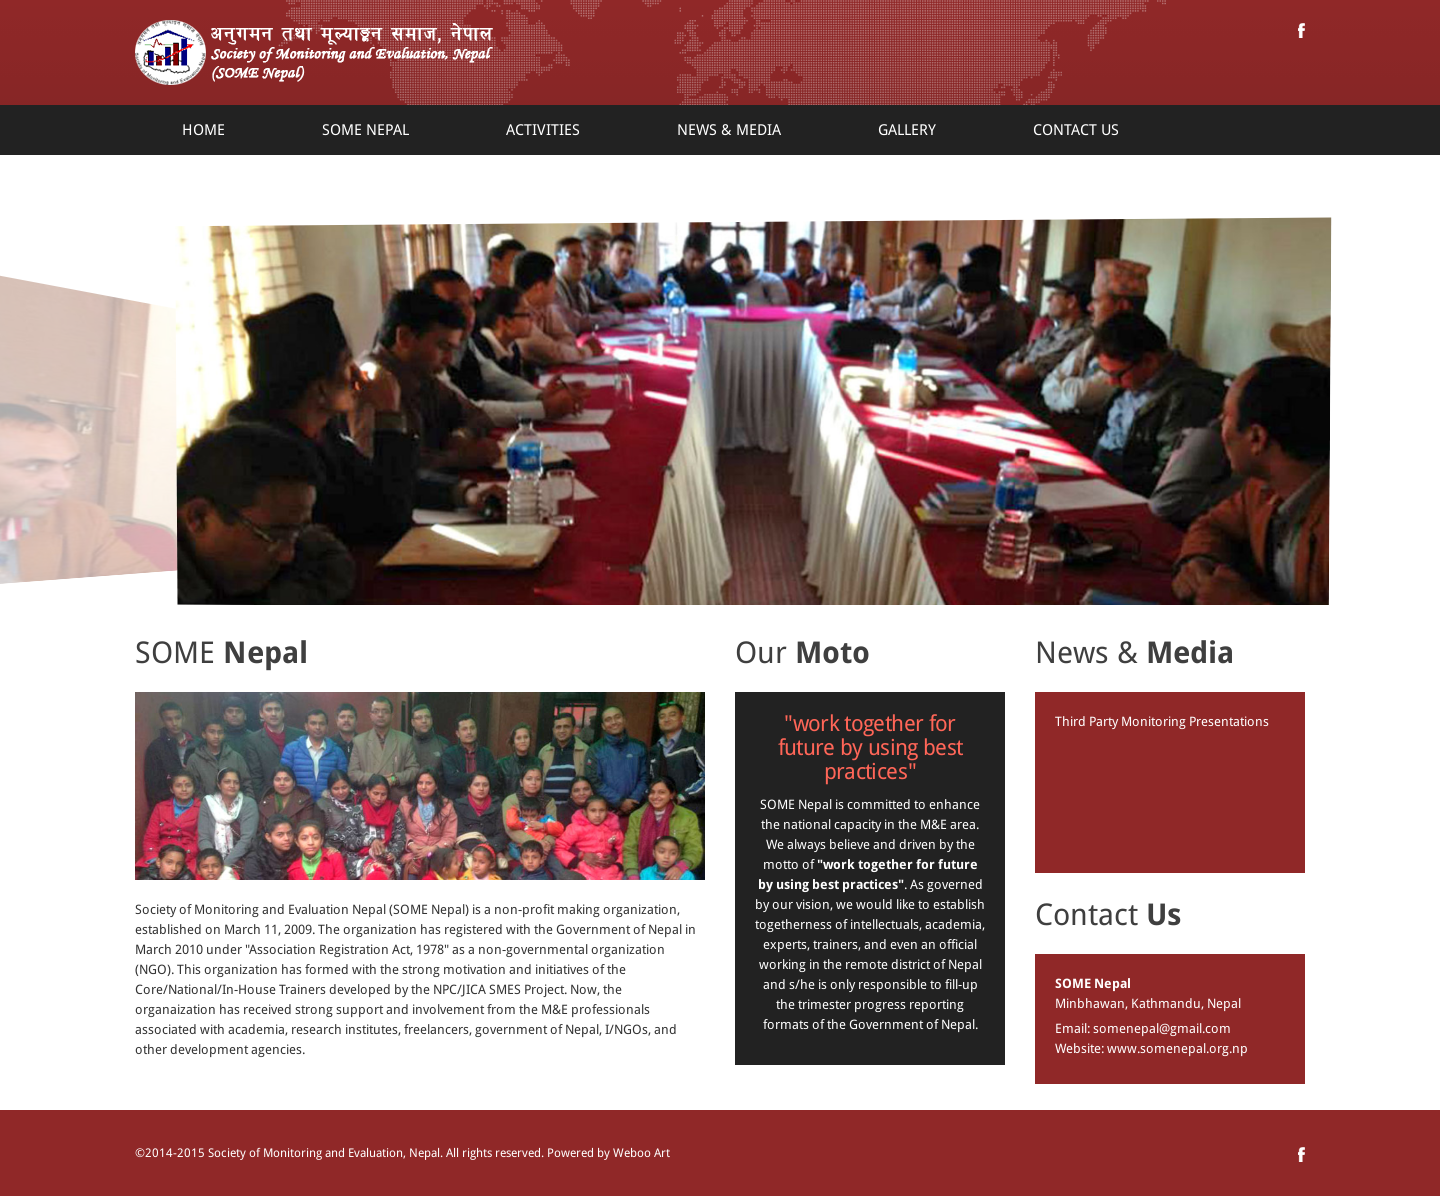 अनुगमन तथा मूल्याङ्कन समाज, नेपाल
Society of Monitoring and Evaluation, Nepal
(SOME Nepal)
HOME SOME NEPAL ACTIVITIES NEWS & MEDIA GALLERY CONTACT US
SOME Nepal
Society of Monitoring and Evaluation Nepal (SOME Nepal) is a non-profit making organization,
established on March 11, 2009. The organization has registered with the Government of Nepal in
March 2010 under "Association Registration Act, 1978" as a non-governmental organization
(NGO). This organization has formed with the strong motivation and initiatives of the
Core/National/In-House Trainers developed by the NPC/JICA SMES Project. Now, the
organaization has received strong support and involvement from the M&E professionals
associated with academia, research institutes, freelancers, government of Nepal, I/NGOs, and
other development agencies.
Our Moto
"work together for
future by using best
practices"
SOME Nepal is committed to enhance
the national capacity in the M&E area.
We always believe and driven by the
motto of "work together for future
by using best practices". As governed
by our vision, we would like to establish
togetherness of intellectuals, academia,
experts, trainers, and even an official
working in the remote district of Nepal
and s/he is only responsible to fill-up
the trimester progress reporting
formats of the Government of Nepal.
News & Media
Third Party Monitoring Presentations
Contact Us
SOME Nepal
Minbhawan, Kathmandu, Nepal
Email: somenepal@gmail.com
Website: www.somenepal.org.np
©2014-2015 Society of Monitoring and Evaluation, Nepal. All rights reserved. Powered by Weboo Art